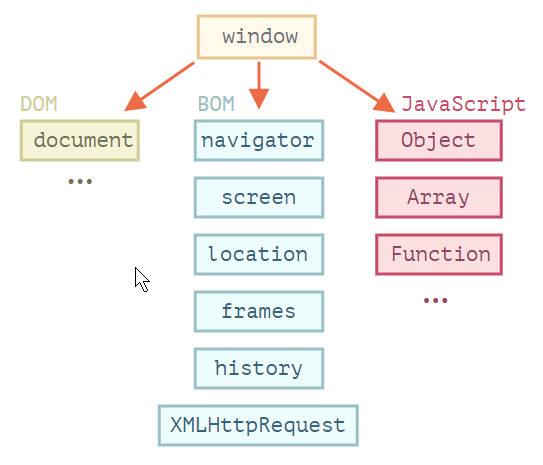 window
DOM
document
...
BOM
navigator
screen
location
frames
history
XMLHttpRequest
JavaScript
Object
Array
Function
...